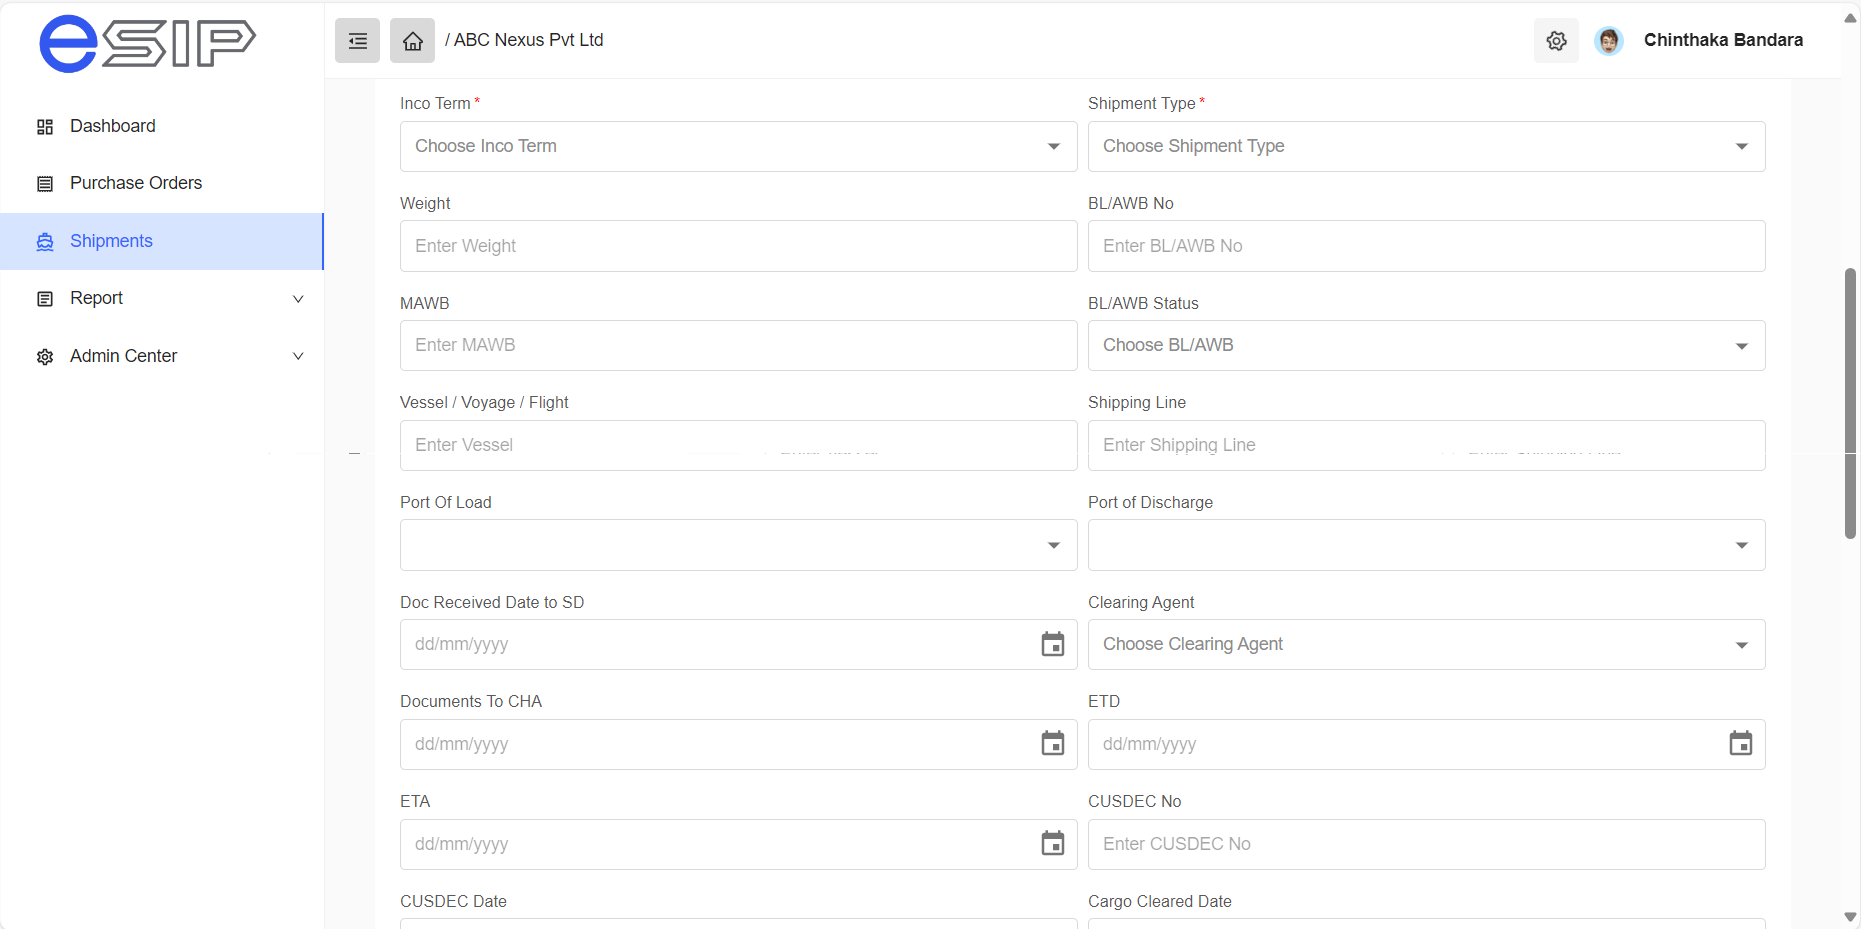 eSIP
/ ABC Nexus Pvt Ltd
Chinthaka Bandara
Dashboard
Purchase Orders
Shipments
Report
Admin Center
Inco Term *
Shipment Type *
Choose Inco Term
Choose Shipment Type
Weight
BL/AWB No
Enter Weight
Enter BL/AWB No
MAWB
BL/AWB Status
Enter MAWB
Choose BL/AWB
Vessel / Voyage / Flight
Shipping Line
Enter Vessel
Enter Shipping Line
Port Of Load
Port of Discharge
Doc Received Date to SD
Clearing Agent
dd/mm/yyyy
Choose Clearing Agent
Documents To CHA
ETD
dd/mm/yyyy
dd/mm/yyyy
ETA
CUSDEC No
dd/mm/yyyy
Enter CUSDEC No
CUSDEC Date
Cargo Cleared Date